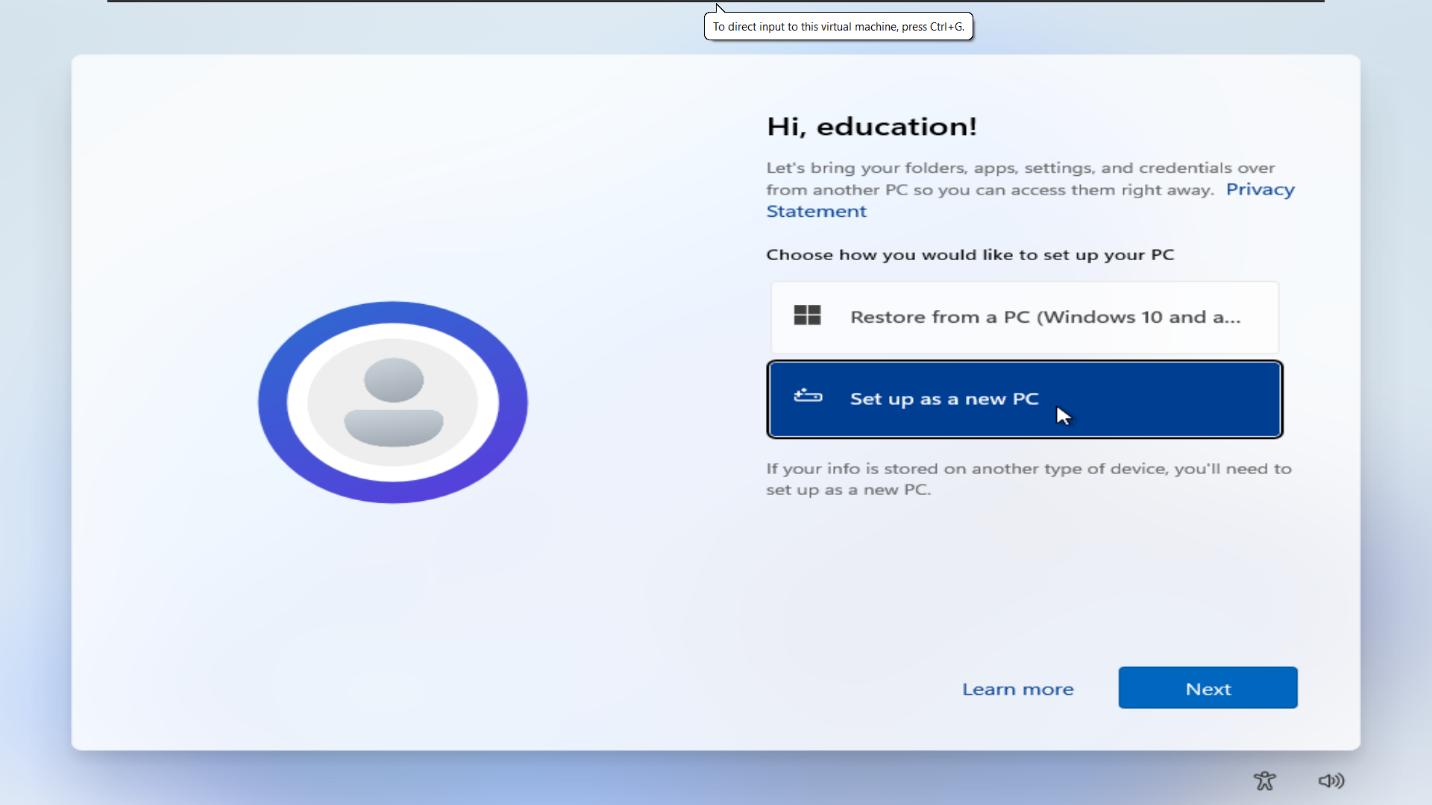 To direct input to this virtual machine, press Ctrl+G.
Hi, education!
Let's bring your folders, apps, settings, and credentials over
from another PC so you can access them right away. Privacy
Statement
Choose how you would like to set up your PC
Restore from a PC (Windows 10 and a...
Set up as a new PC
If your info is stored on another type of device, you'll need to
set up as a new PC.
Learn more
Next